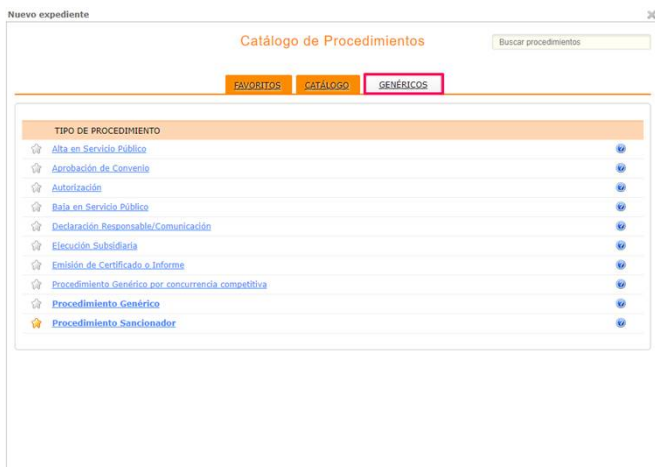 Nuevo expediente
Catálogo de Procedimientos
Buscar procedimientos
FAVORITOS CATÁLOGO GENÉRICOS
TIPO DE PROCEDIMIENTO
Alta en Servicio Público
Aprobación de Convenio
Autorización
Baja en Servicio Público
Declaración Responsable/Comunicación
Ejecución Subsidiaria
Emisión de Certificado o Informe
Procedimiento Genérico por concurrencia competitiva
Procedimiento Genérico
Procedimiento Sancionador